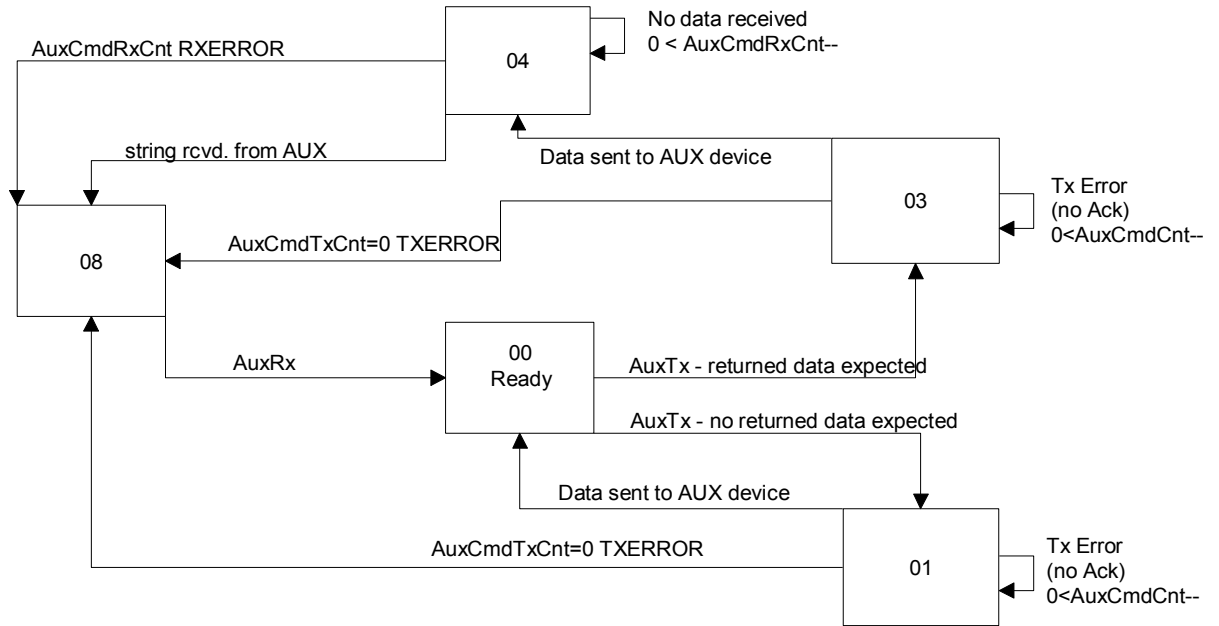 No data received
0 < AuxCmdRxCnt--
AuxCmdRxCnt RXERROR
04
string rcvd. from AUX
Data sent to AUX device
Tx Error
(no Ack)
0<AuxCmdCnt--
03
AuxCmdTxCnt=0 TXERROR
08
00
Ready
AuxRx
AuxTx - returned data expected
AuxTx - no returned data expected
Data sent to AUX device
AuxCmdTxCnt=0 TXERROR
01
Tx Error
(no Ack)
0<AuxCmdCnt--